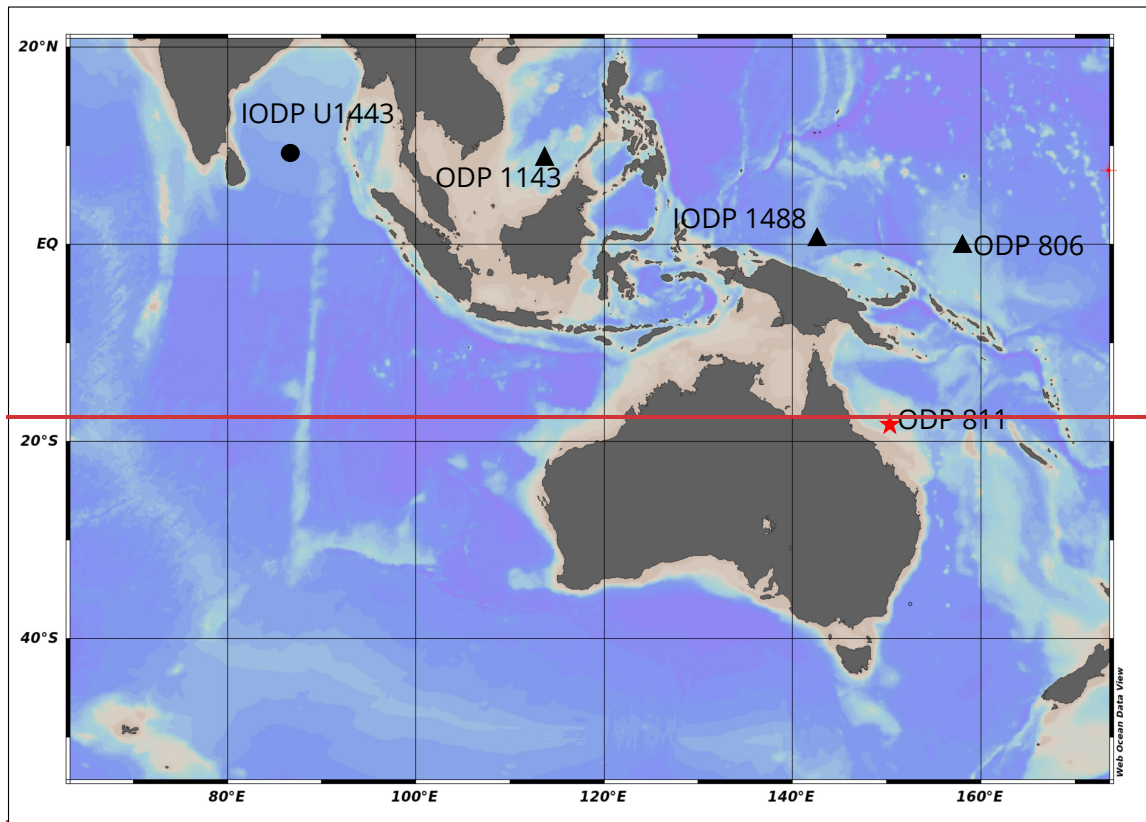 20°N
IODP U1443
ODP 1143
IODP 1488
EQ
ODP 806
ODP 811
20°S
40°S
Web Ocean Data View
80°E
100°E
120°E
140°E
160°E